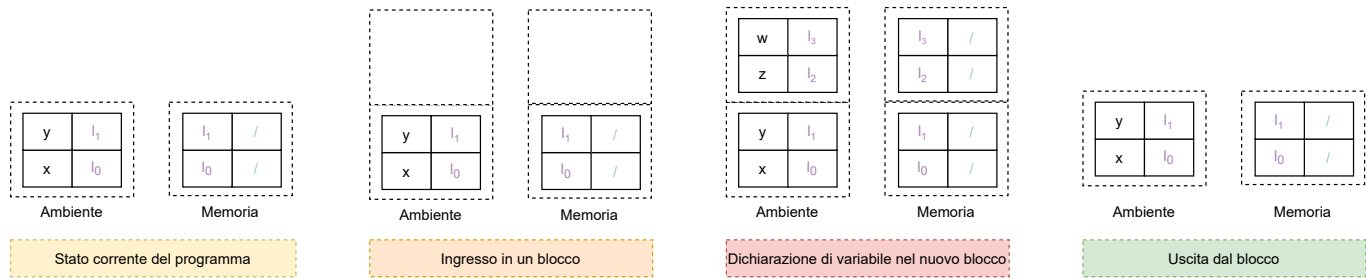 y l1 l1 /
x l0 l0 /
Ambiente Memoria
Stato corrente del programma
y l1 l1 /
x l0 l0 /
Ambiente Memoria
Ingresso in un blocco
w l3 l3 /
z l2 l2 /
y l1 l1 /
x l0 l0 /
Ambiente Memoria
Dichiarazione di variabile nel nuovo blocco
y l1 l1 /
x l0 l0 /
Ambiente Memoria
Uscita dal blocco